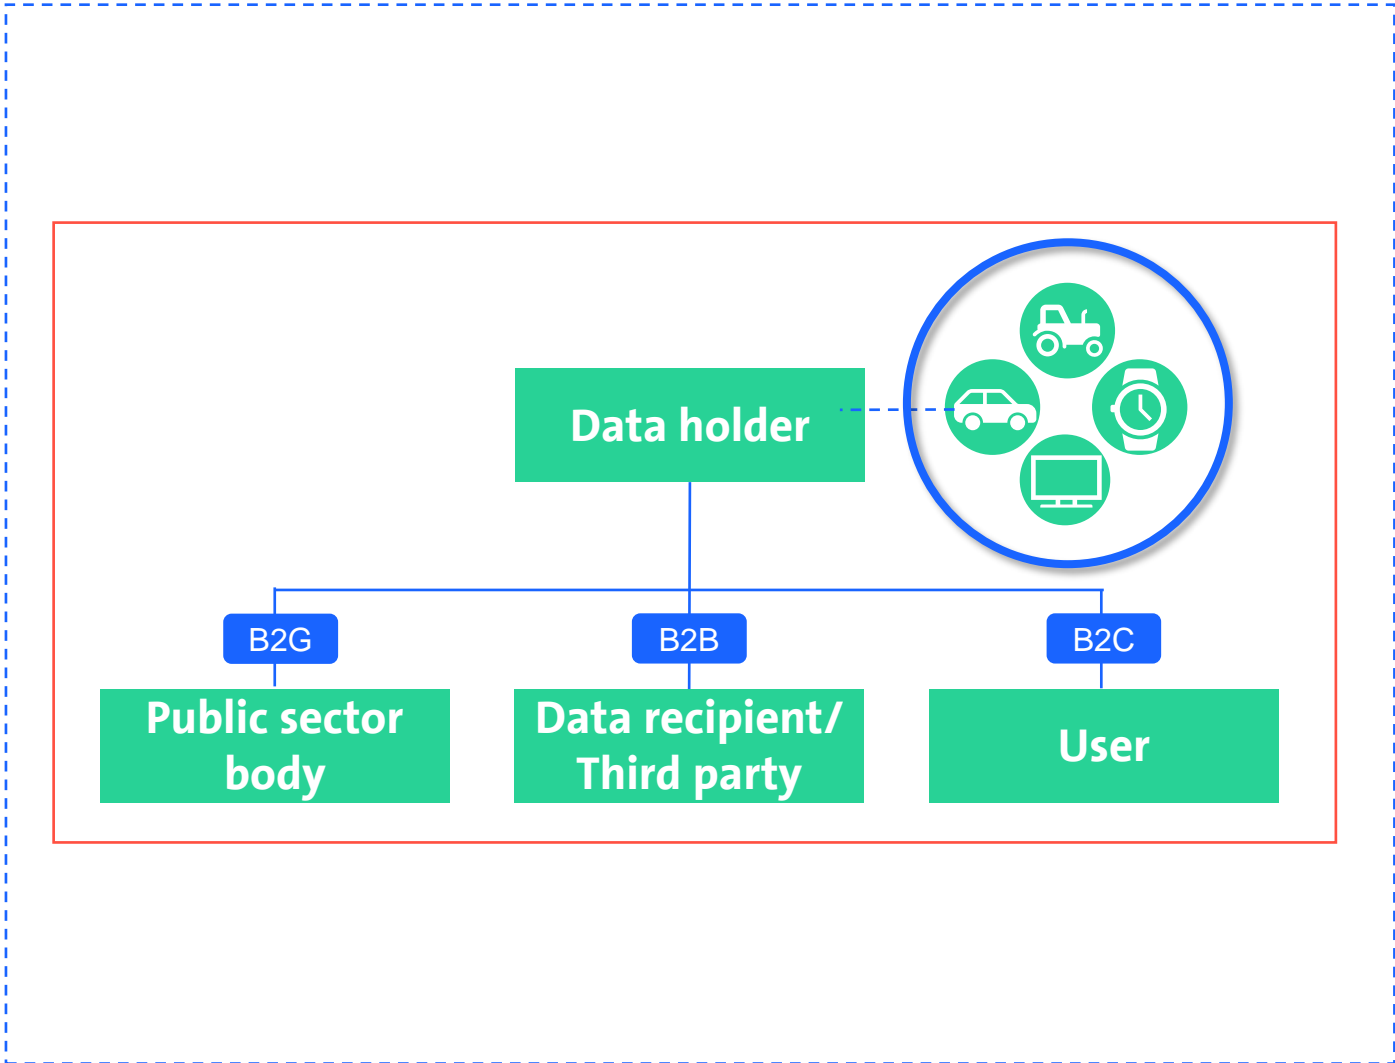 Data holder
B2G
B2B
B2C
Public sector
body
Data recipient/
Third party
User